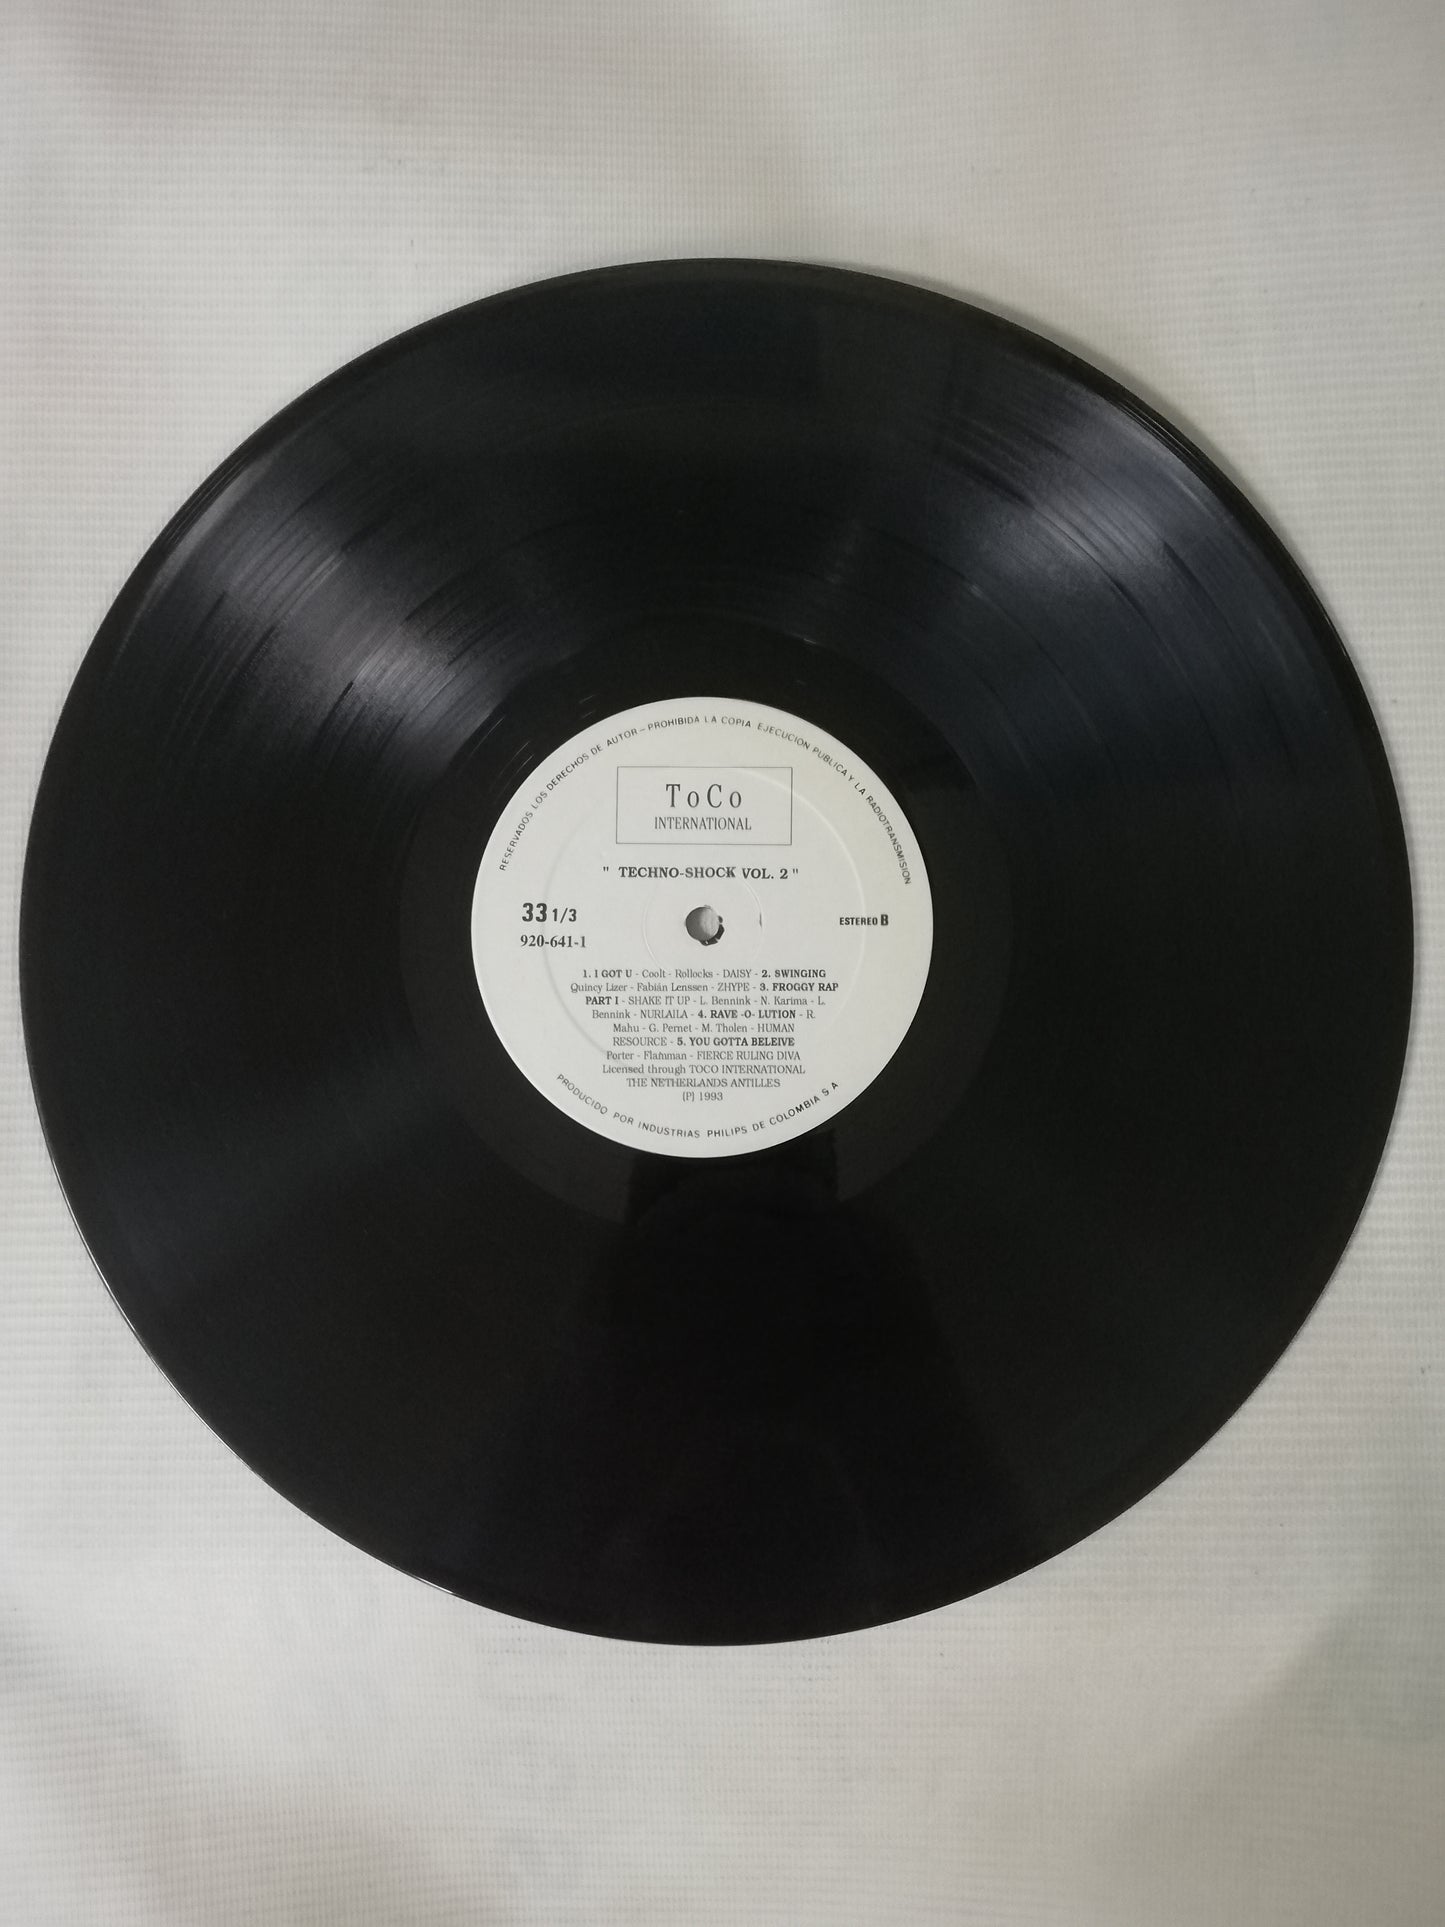 RESERVADOS LOS DERECHOS DE AUTOR – PROHIBIDA LA COPIA EJECUCION PUBLICA Y LA RADIOTRANSMISION
ToCo
INTERNATIONAL
" TECHNO-SHOCK VOL. 2 "
33 1/3
920-641-1
ESTEREO B
1. I GOT U - Coolt - Rollocks - DAISY - 2. SWINGING
Quincy Lizer - Fabián Lenssen - ZHYPE - 3. FROGGY RAP
PART I - SHAKE IT UP - L. Bennink - N. Karima - L.
Bennink - NURLAILA - 4. RAVE -O- LUTION - R.
Mahu - G. Pernet - M. Tholen - HUMAN
RESOURCE - 5. YOU GOTTA BELEIVE
Porter - Flamman - FIERCE RULING DIVA
Licensed through TOCO INTERNATIONAL
THE NETHERLANDS ANTILLES
(P) 1993
PRODUCIDO POR INDUSTRIAS PHILIPS DE COLOMBIA S A